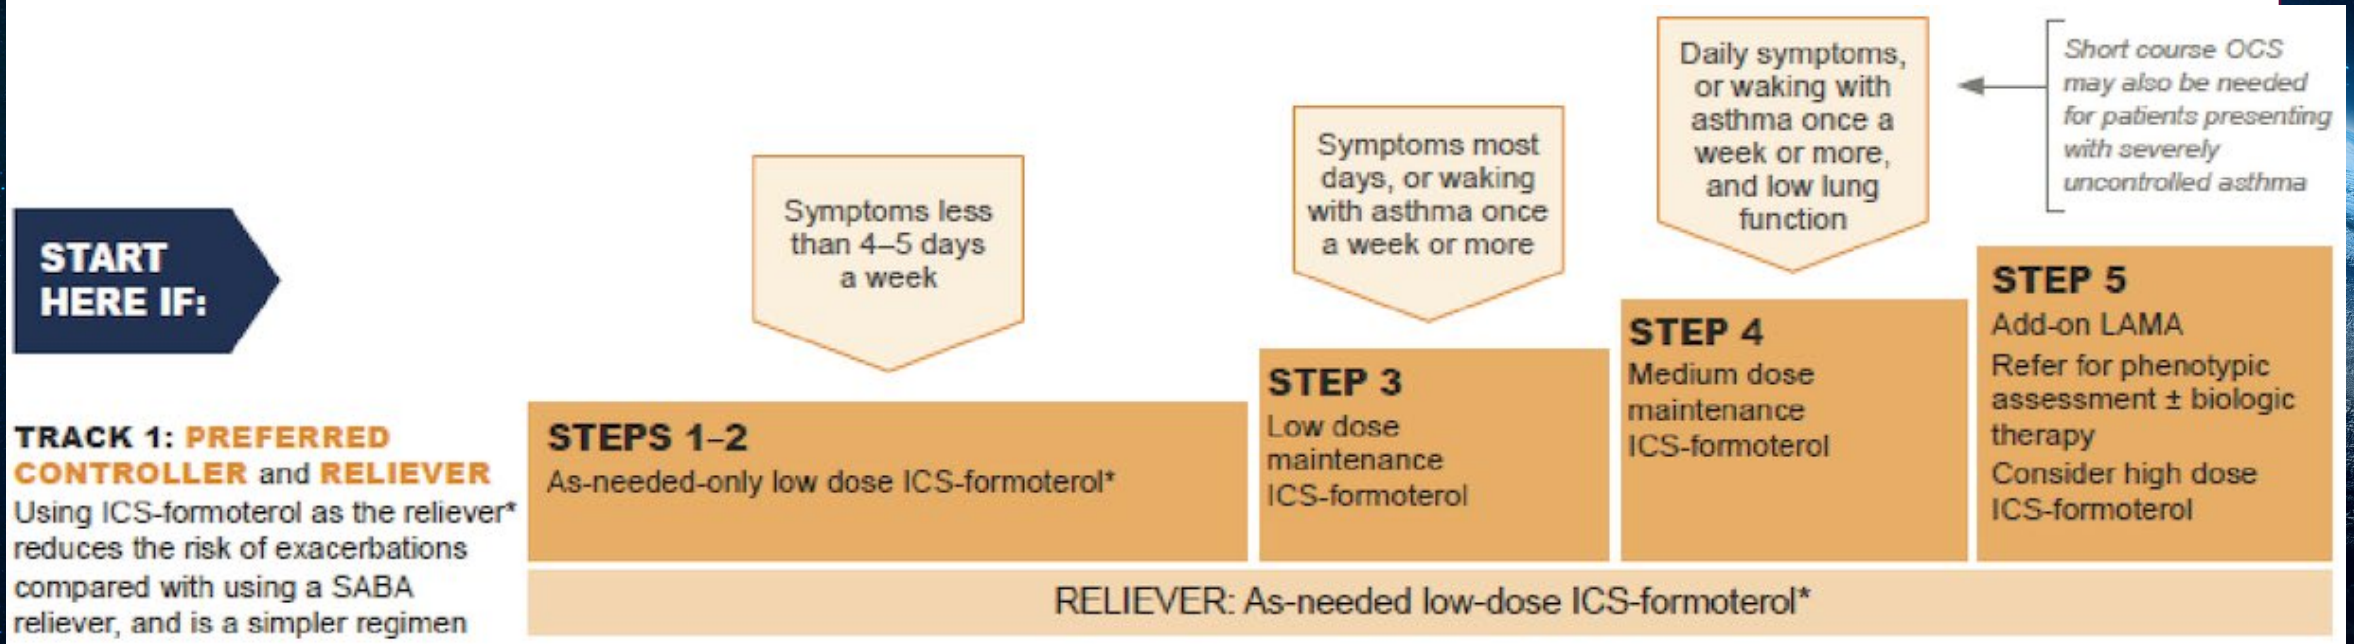 START
HERE IF:
Symptoms less
than 4–5 days
a week
Symptoms most
days, or waking
with asthma once
a week or more
Daily symptoms,
or waking with
asthma once a
week or more,
and low lung
function
Short course OCS
may also be needed
for patients presenting
with severely
uncontrolled asthma
TRACK 1: PREFERRED
CONTROLLER and RELIEVER
Using ICS-formoterol as the reliever*
reduces the risk of exacerbations
compared with using a SABA
reliever, and is a simpler regimen
STEPS 1–2
As-needed-only low dose ICS-formoterol*
STEP 3
Low dose
maintenance
ICS-formoterol
STEP 4
Medium dose
maintenance
ICS-formoterol
STEP 5
Add-on LAMA
Refer for phenotypic
assessment ± biologic
therapy
Consider high dose
ICS-formoterol
RELIEVER: As-needed low-dose ICS-formoterol*